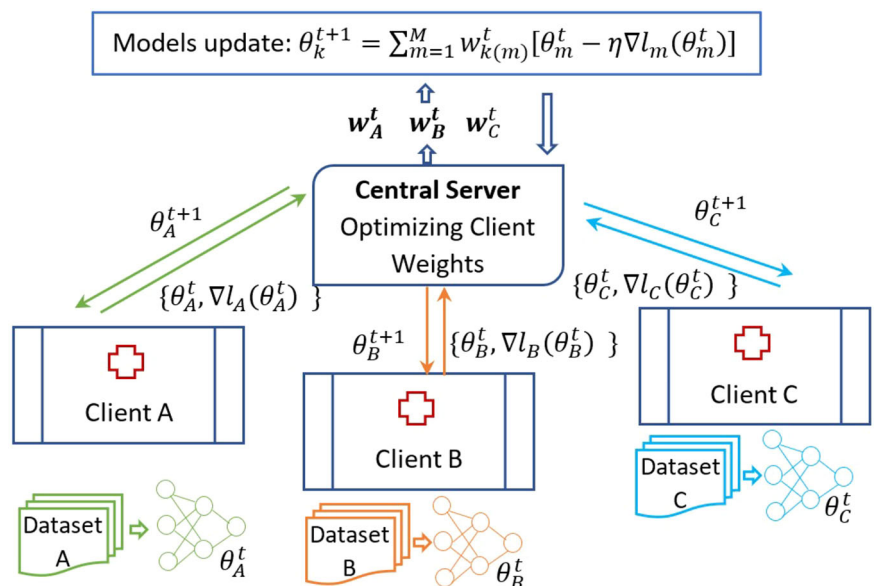 Models update: θ_k^{t+1} = ∑_{m=1}^{M} w_{k(m)}^t [θ_m^t − η∇l_m(θ_m^t)]
w_A^t w_B^t w_C^t
Central Server
Optimizing Client
Weights
θ_A^{t+1}
{θ_A^t, ∇l_A(θ_A^t) }
θ_C^{t+1}
{θ_C^t, ∇l_C(θ_C^t) }
θ_B^{t+1}
{θ_B^t, ∇l_B(θ_B^t) }
Client A
Client B
Client C
Dataset
A
θ_A^t
Dataset
B
θ_B^t
Dataset
C
θ_C^t